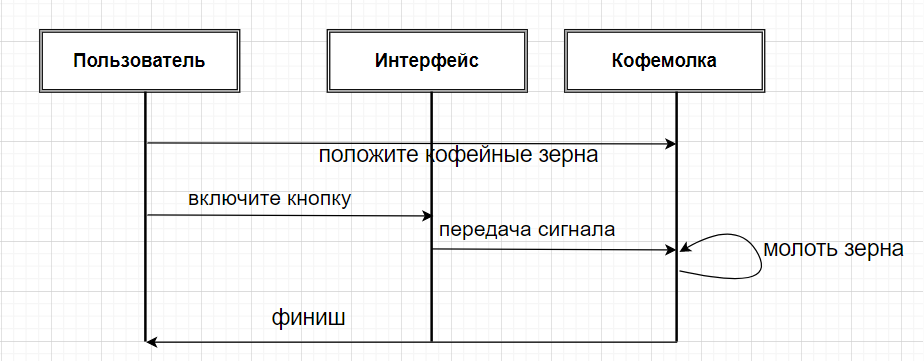 Пользователь
Интерфейс
Кофемолка
положите кофейные зерна
включите кнопку
передача сигнала
молоть зерна
финиш